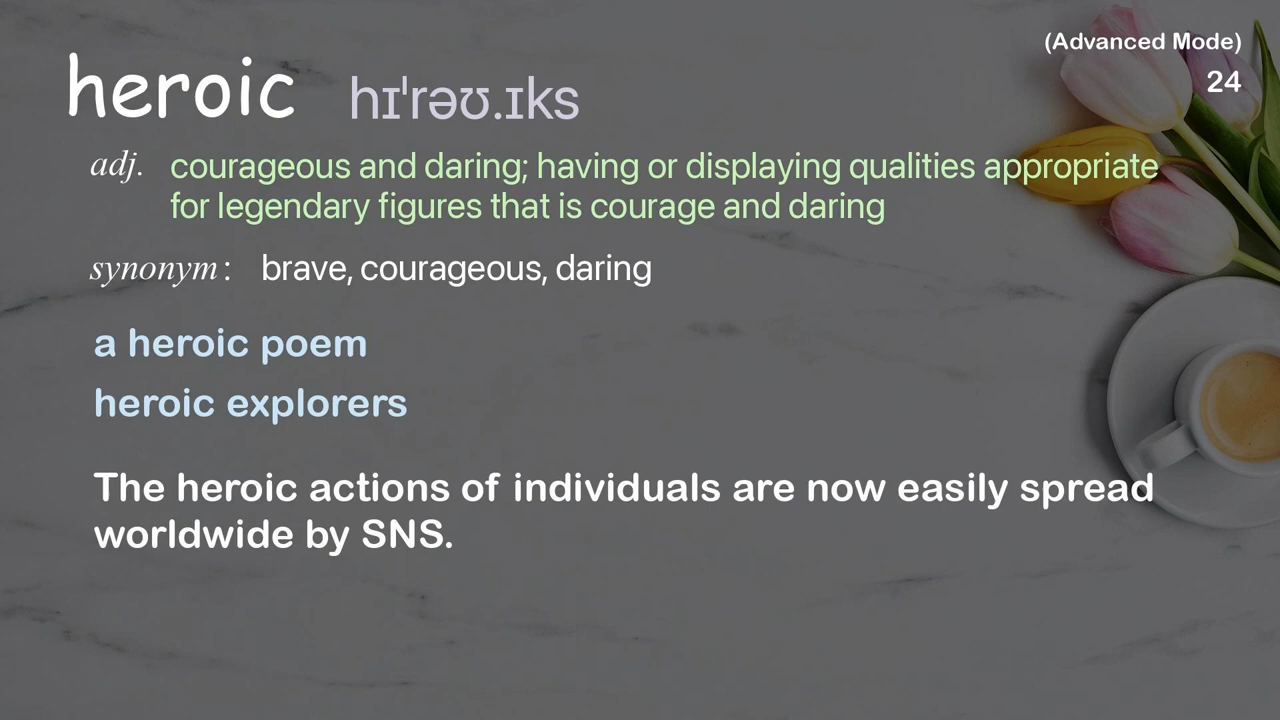 (Advanced Mode)
24
heroic hɪˈrəʊ.ɪks
adj. courageous and daring; having or displaying qualities appropriate
for legendary figures that is courage and daring
synonym : brave, courageous, daring
a heroic poem
heroic explorers
The heroic actions of individuals are now easily spread
worldwide by SNS.